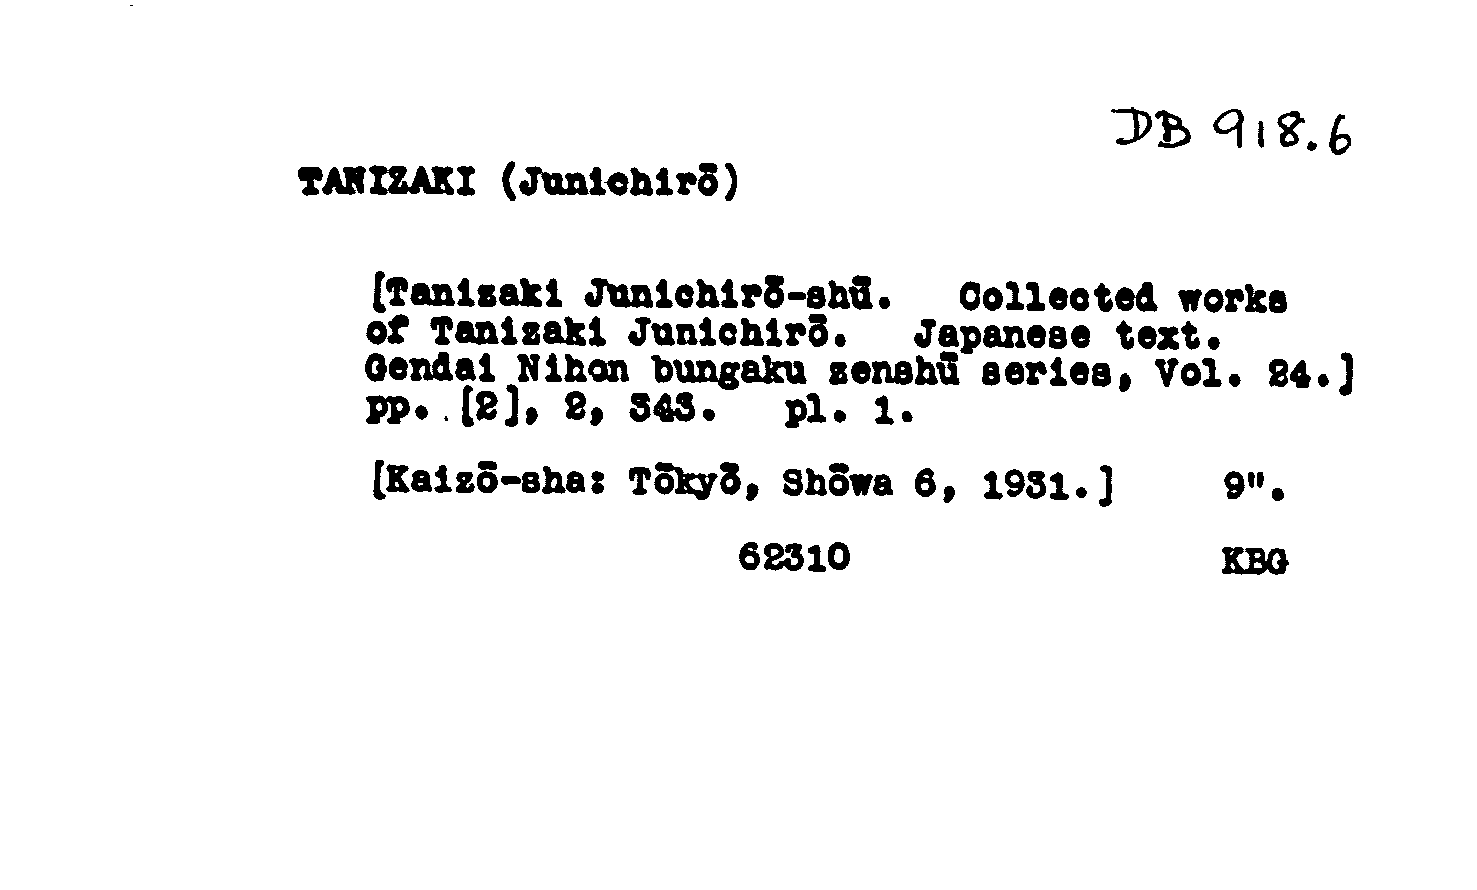 DB 918.6
TANIZAKI (Junichirō)
[Tanizaki Junichirō-shū. Collected works
of Tanizaki Junichirō. Japanese text.
Gendai Nihon bungaku zenshū series, Vol. 24.]
pp. [2], 2, 343. pl. 1.
[Kaizō-sha: Tōkyō, Shōwa 6, 1931.] 9".
62310 KBG